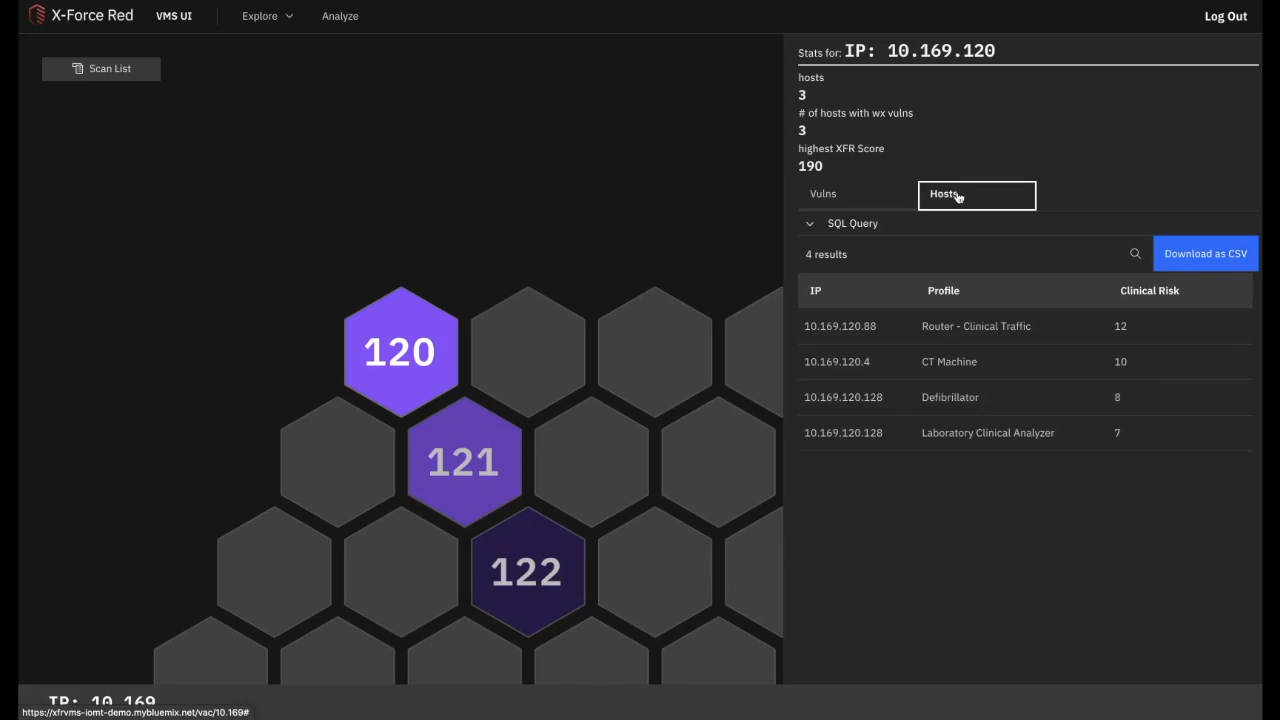 X-Force Red VMS UI Explore Analyze Log Out
Scan List
Stats for: IP: 10.169.120
hosts
3
# of hosts with wx vulns
3
highest XFR Score
190
Vulns Hosts
SQL Query
4 results Download as CSV
IP Profile Clinical Risk
10.169.120.88 Router - Clinical Traffic 12
10.169.120.4 CT Machine 10
10.169.120.128 Defibrillator 8
10.169.120.128 Laboratory Clinical Analyzer 7
120
121
122
IP: 10.169
https://xfrvms-iomt-demo.mybluemix.net/vac/10.169#